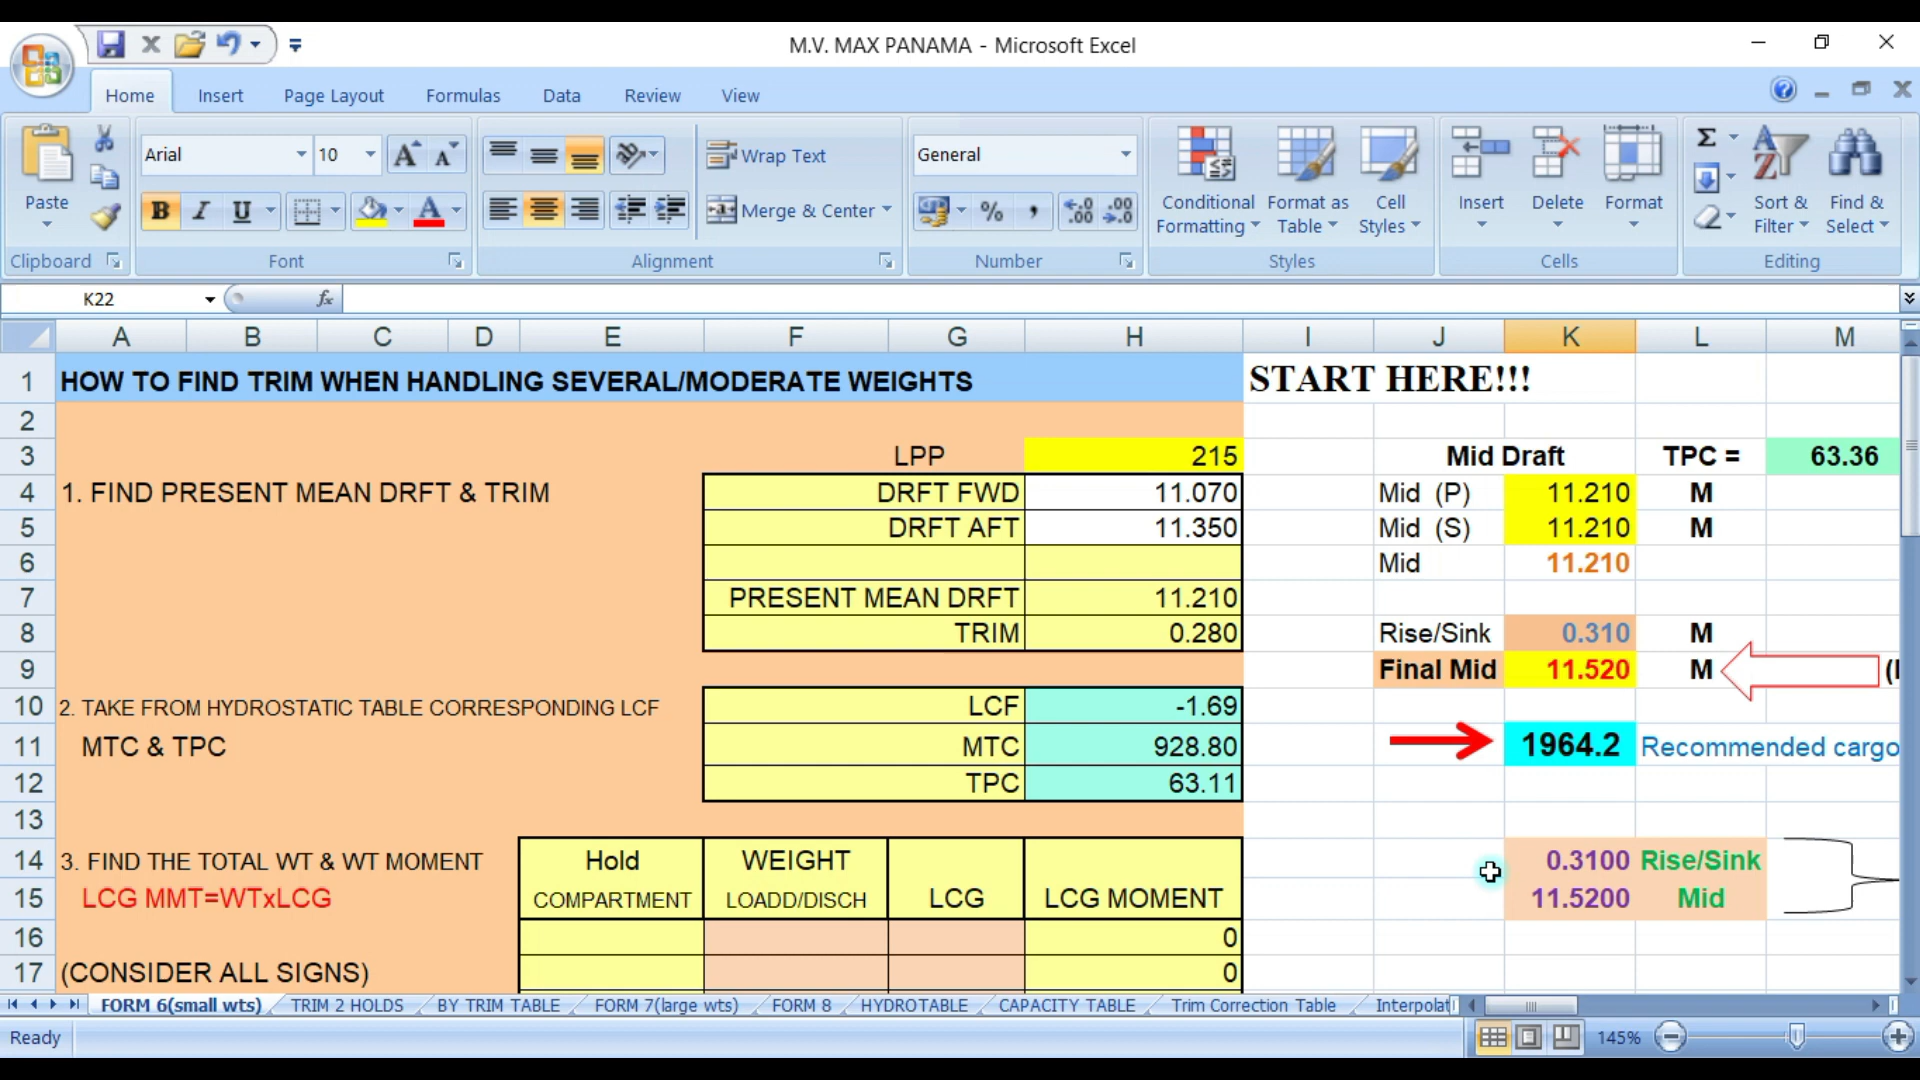 M.V. MAX PANAMA - Microsoft Excel
Home Insert Page Layout Formulas Data Review View
Paste
Clipboard
Arial 10
B I U
Font
Wrap Text
Merge & Center
Alignment
General
% , .00 .0 .00
Number
Conditional Formatting
Format as Table
Cell Styles
Styles
Insert Delete Format
Cells
Σ
Sort & Filter
Find & Select
Editing
K22 fx
A B C D E F G H I J K L M
1 HOW TO FIND TRIM WHEN HANDLING SEVERAL/MODERATE WEIGHTS START HERE!!!
2
3 LPP 215 Mid Draft TPC = 63.36
4 1. FIND PRESENT MEAN DRFT & TRIM DRFT FWD 11.070 Mid (P) 11.210 M
5 DRFT AFT 11.350 Mid (S) 11.210 M
6 Mid 11.210
7 PRESENT MEAN DRFT 11.210
8 TRIM 0.280 Rise/Sink 0.310 M
9 Final Mid 11.520 M
10 2. TAKE FROM HYDROSTATIC TABLE CORRESPONDING LCF LCF -1.69
11 MTC & TPC MTC 928.80 1964.2 Recommended cargo
12 TPC 63.11
13
14 3. FIND THE TOTAL WT & WT MOMENT Hold WEIGHT 0.3100 Rise/Sink
15 LCG MMT=WTxLCG COMPARTMENT LOADD/DISCH LCG LCG MOMENT 11.5200 Mid
16 0
17 (CONSIDER ALL SIGNS) 0
FORM 6(small wts) TRIM 2 HOLDS BY TRIM TABLE FORM 7(large wts) FORM 8 HYDROTABLE CAPACITY TABLE Trim Correction Table Interpolat
Ready 145%